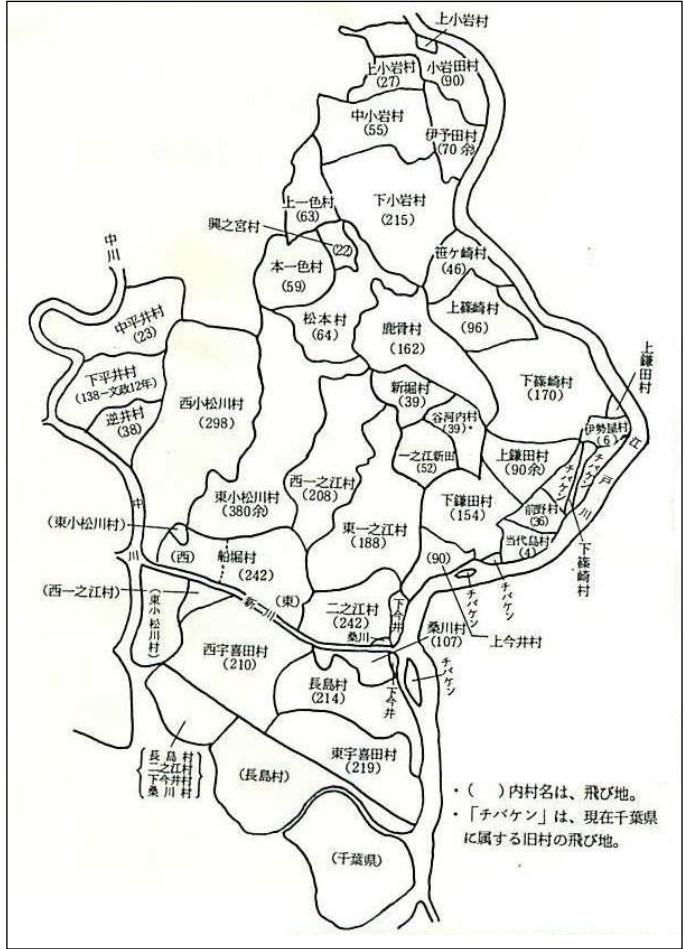 上小岩村
上小岩村
(27)
小岩田村
(90)
中小岩村
(55)
伊予田村
(70余)
上一色村
(63)
下小岩村
(215)
興之宮村
(22)
本一色村
(59)
笹ケ崎村
(46)
中川
中平井村
(23)
松本村
(64)
鹿骨村
(162)
上篠崎村
(96)
上鎌田村
下平井村
(138−文政12年)
逆井村
(38)
西小松川村
(298)
新堀村
(39)
谷河内村
(39)
下篠崎村
(170)
伊勢屋村
(6)
江戸川
チバケン
チバケン
一之江新田
(52)
上鎌田村
(90余)
西一之江村
(208)
東小松川村
(380余)
東一之江村
(188)
下鎌田村
(154)
前野村
(36)
当代島村
(4)
下篠崎村
(東小松川村)
中川
(西)
船堀村
(242)
(東)
(90)
チバケン
チバケン
(西一之江村)
(東小松川村)
新川
二之江村
(242)
桑川
下今井
桑川村
(107)
上今井村
西宇喜田村
(210)
長島村
(214)
下今井
チバケン
東宇喜田村
(219)
長島村
二之江村
下今井村
桑川村
(長島村)
(千葉県)
・( )内村名は、飛び地。
・「チバケン」は、現在千葉県
に属する旧村の飛び地。